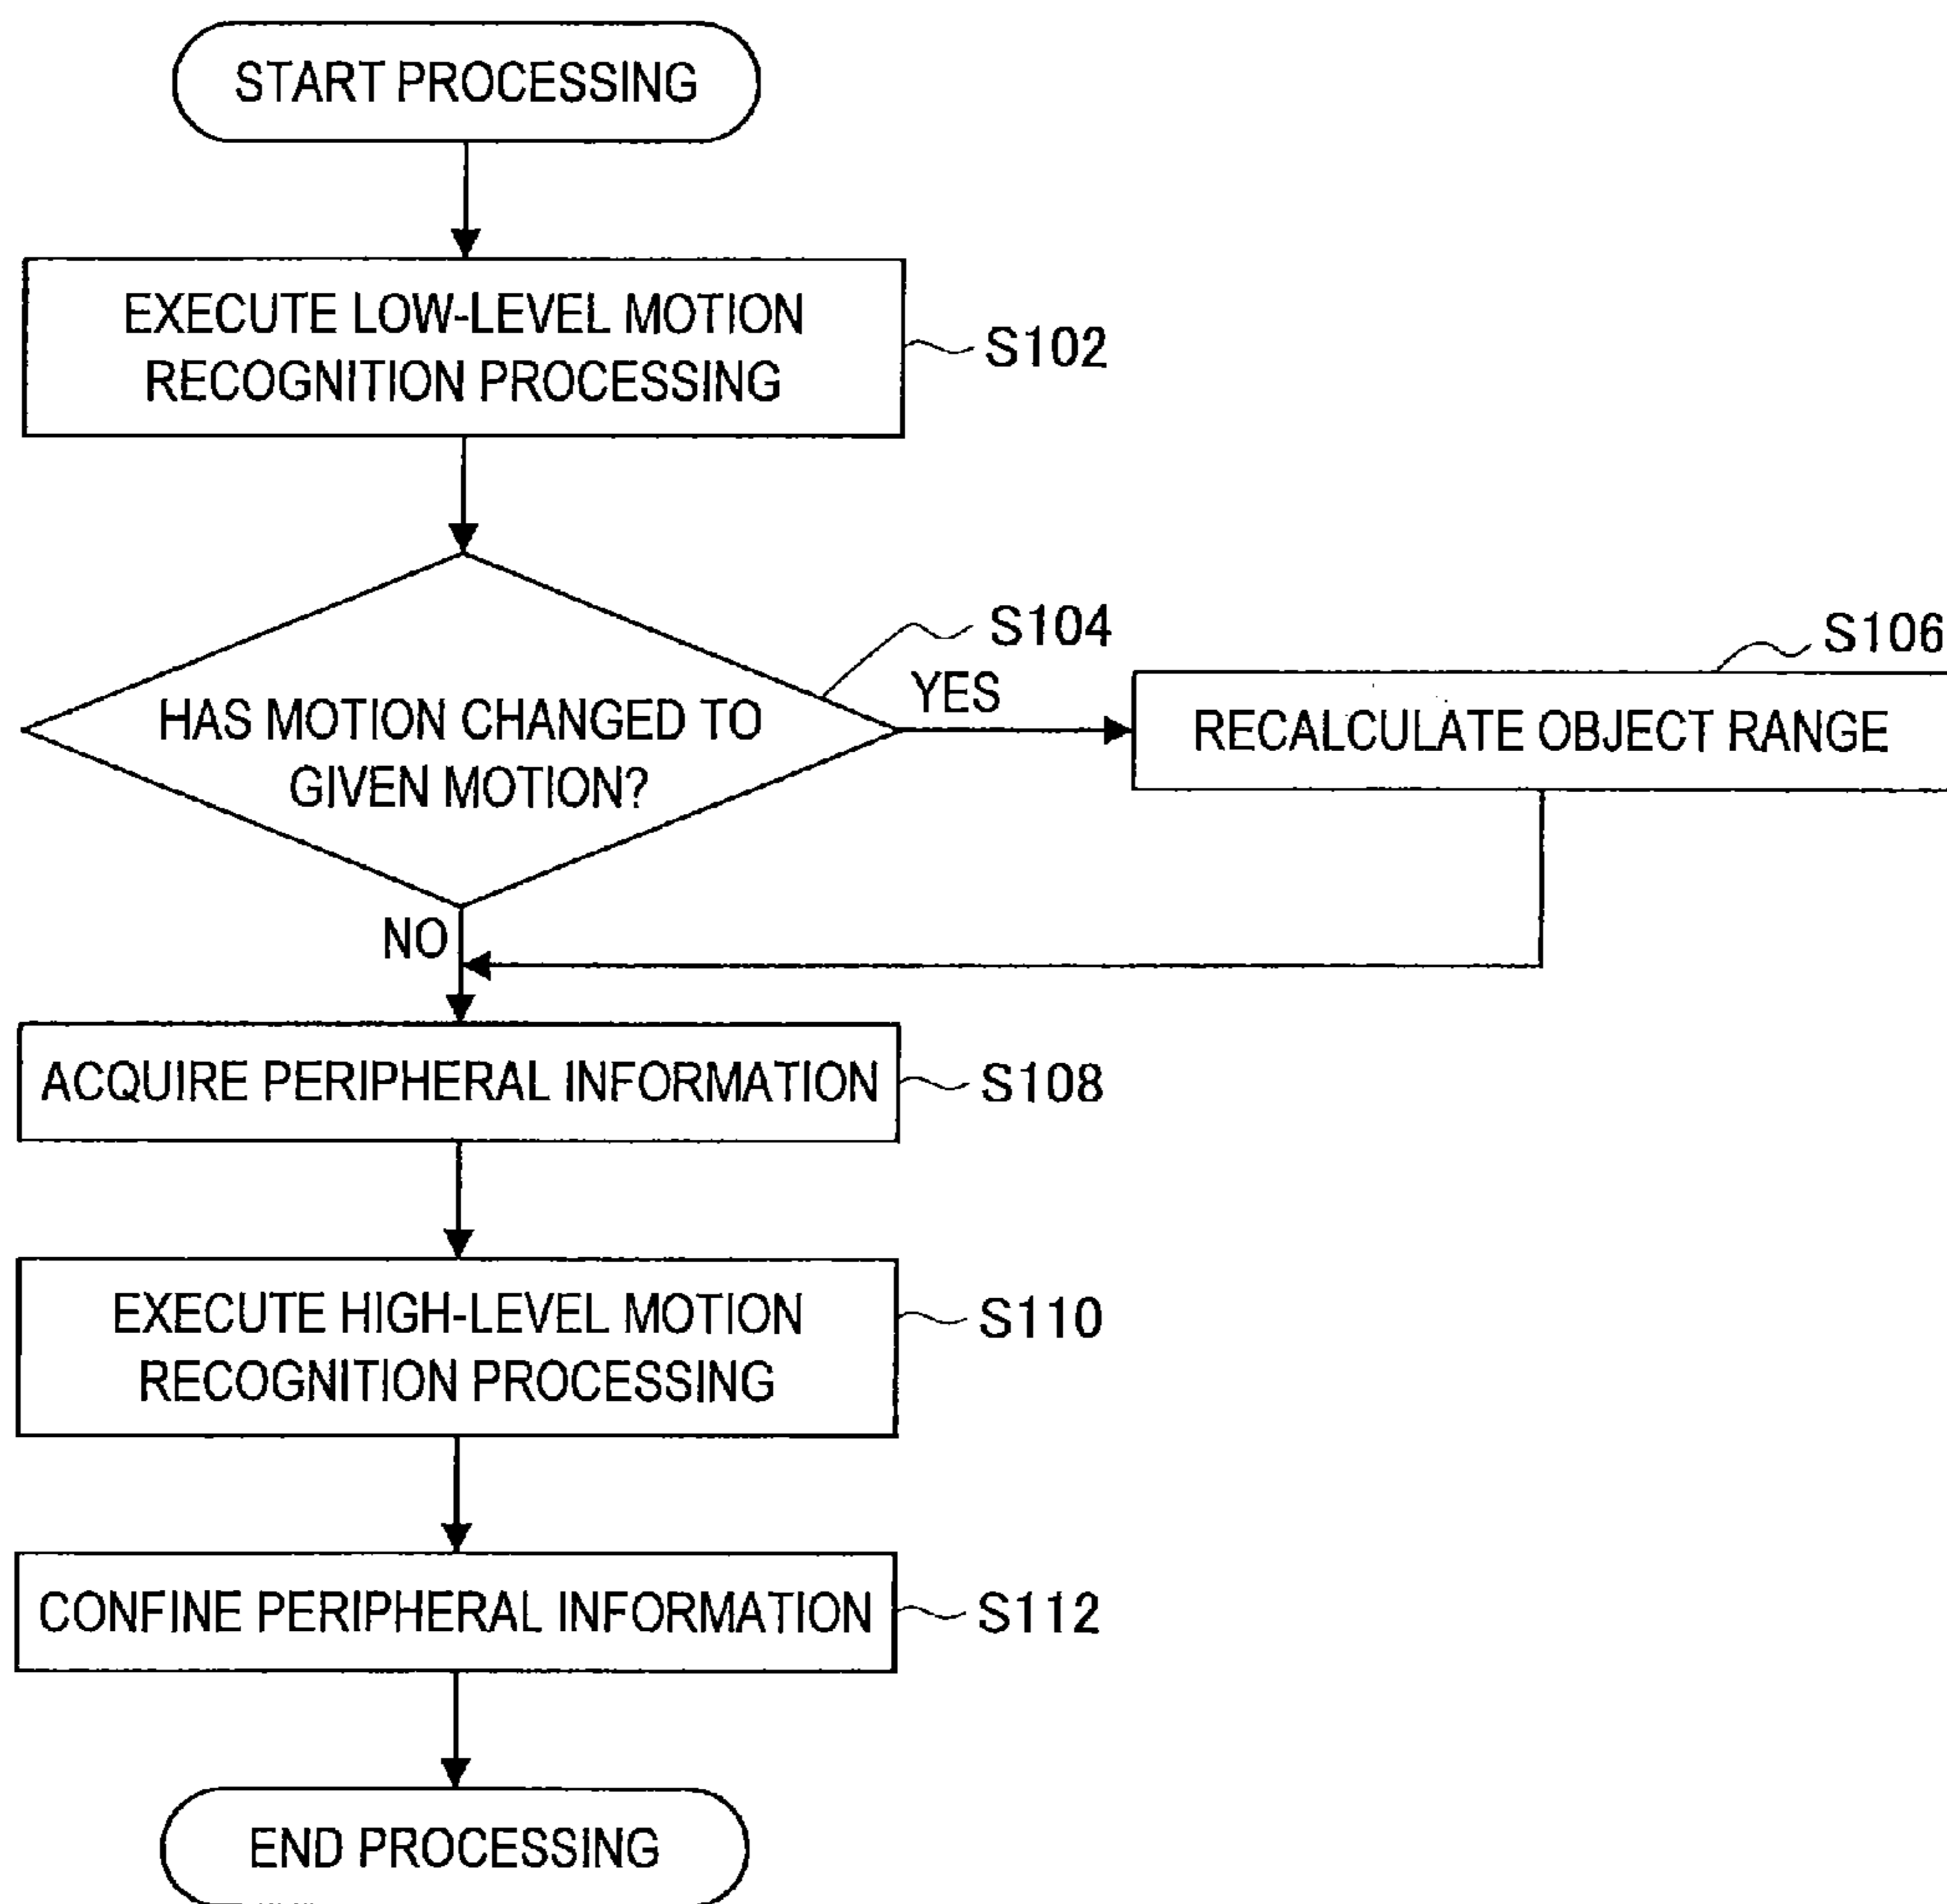 START PROCESSING
EXECUTE LOW-LEVEL MOTION
RECOGNITION PROCESSING
S102
S104
HAS MOTION CHANGED TO
GIVEN MOTION?
YES
S106
RECALCULATE OBJECT RANGE
NO
ACQUIRE PERIPHERAL INFORMATION
S108
EXECUTE HIGH-LEVEL MOTION
RECOGNITION PROCESSING
S110
CONFINE PERIPHERAL INFORMATION
S112
END PROCESSING